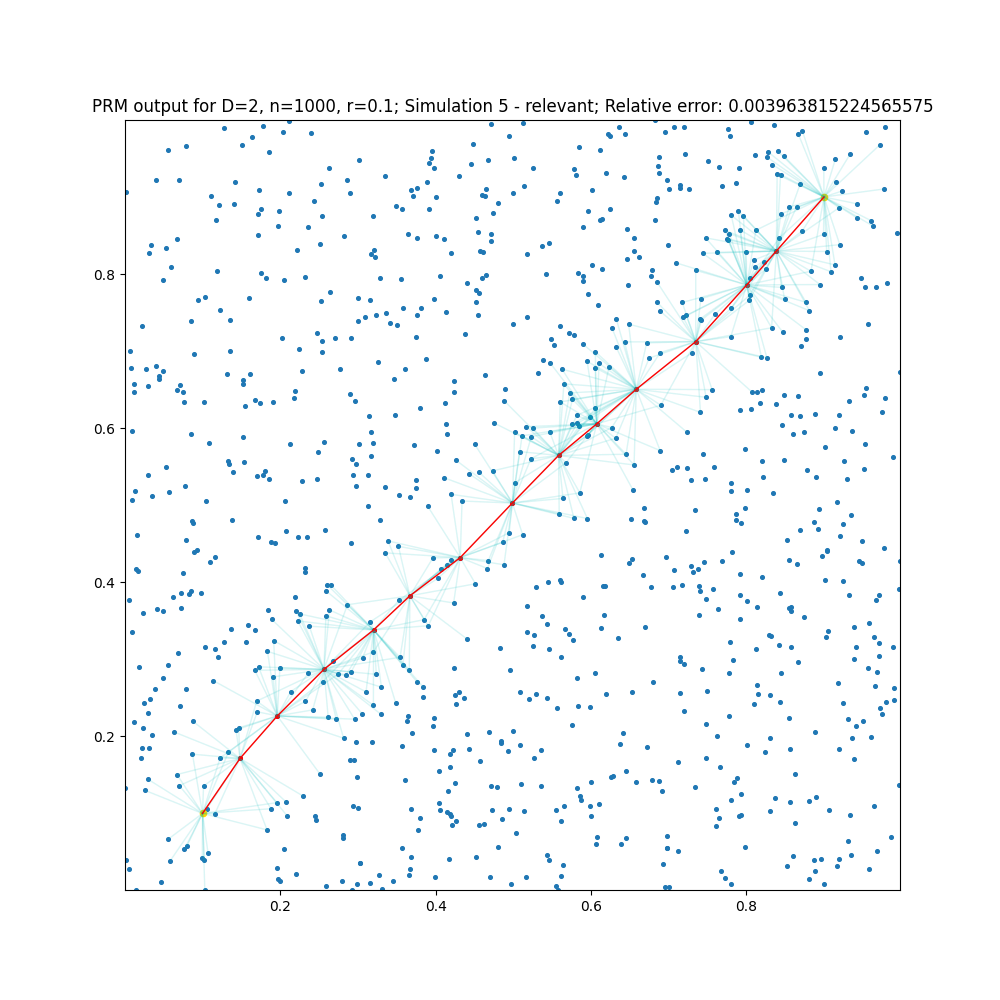 PRM output for D=2, n=1000, r=0.1; Simulation 5 - relevant; Relative error: 0.003963815224565575
0.8
0.6
0.4
0.2
0.2 0.4 0.6 0.8